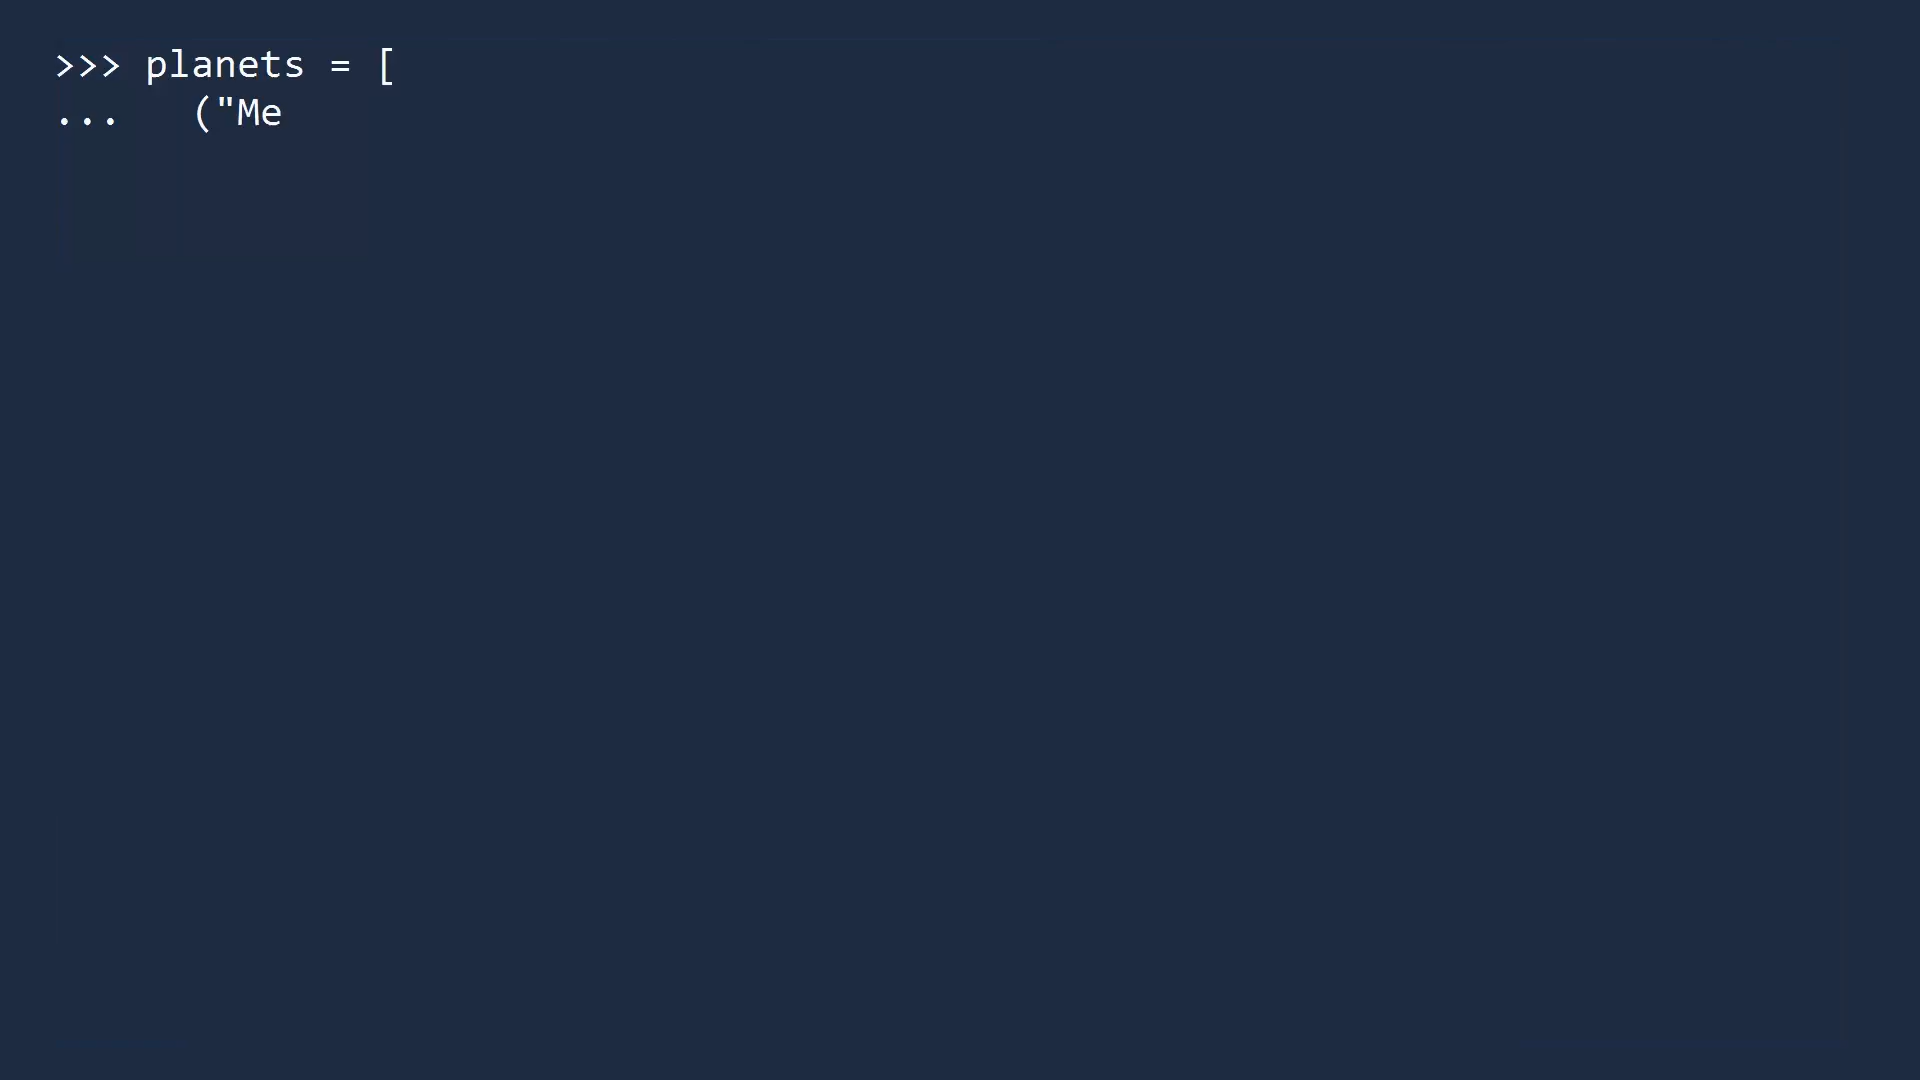 >>> planets = [
...   ("Me